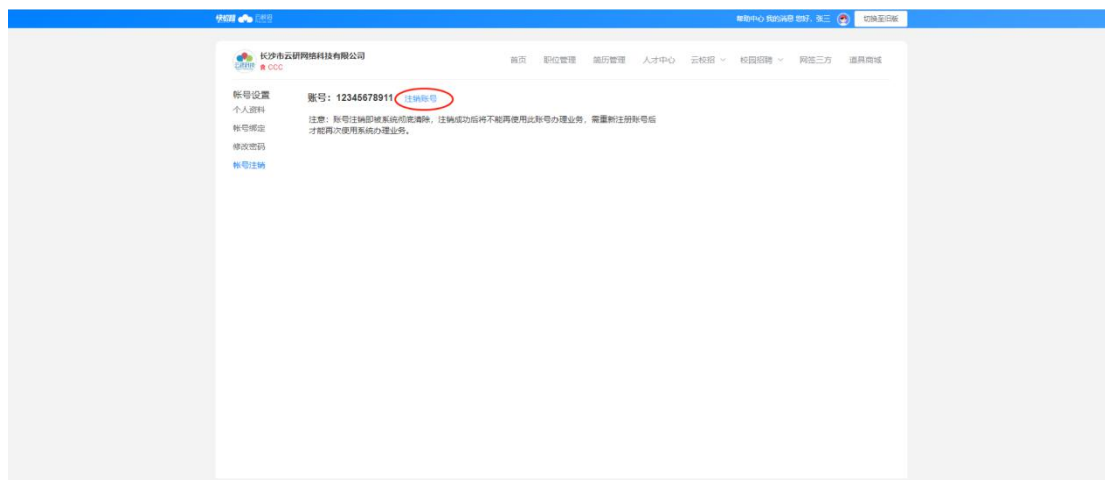 云校招
帮助中心 我的消息 您好，张三
切换至旧版
长沙市云研网络科技有限公司
CCC
首页 职位管理 简历管理 人才中心 云校招 校园招聘 网签三方 道具商城
帐号设置
个人资料
帐号绑定
修改密码
帐号注销
账号：12345678911 注销账号
注意：账号注销即被系统彻底清除，注销成功后将不能再使用此账号办理业务，需重新注册账号后
才能再次使用系统办理业务。